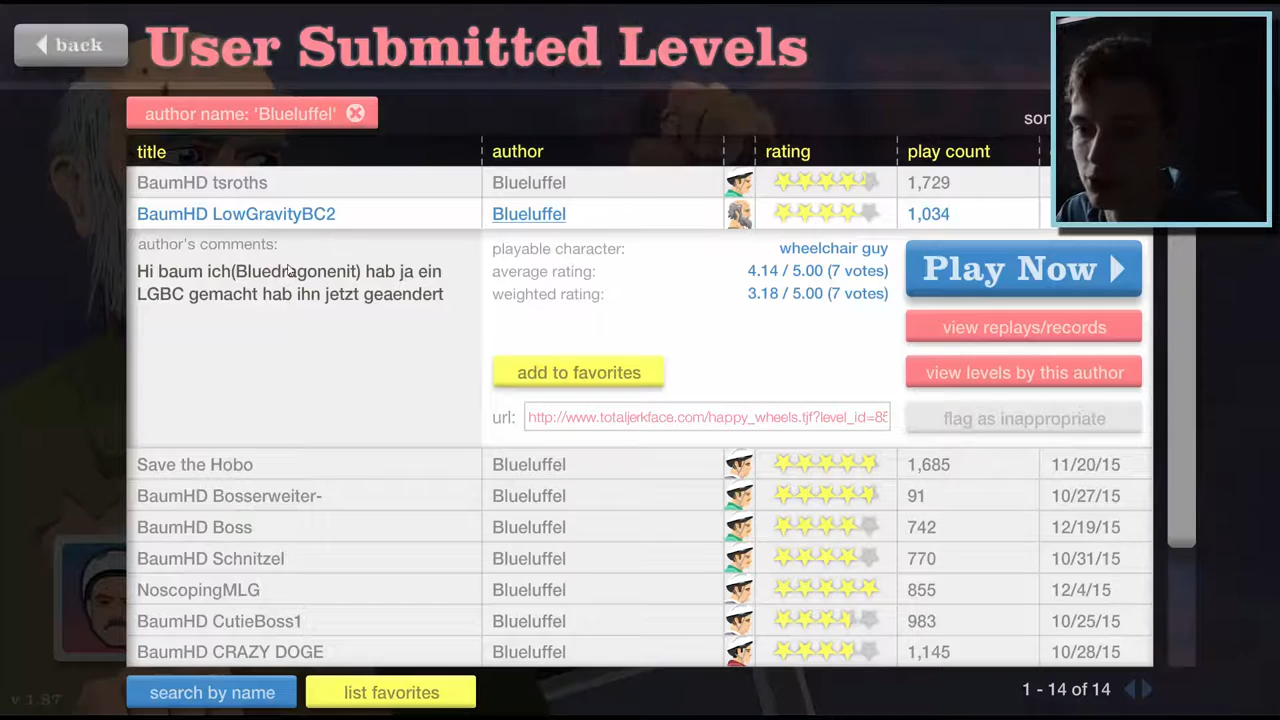 back
User Submitted Levels
author name: 'Blueluffel'
sor
title author rating play count
BaumHD tsroths Blueluffel 1,729
BaumHD LowGravityBC2 Blueluffel 1,034
author's comments:
Hi baum ich(Bluedragonenit) hab ja ein
LGBC gemacht hab ihn jetzt geaendert
playable character: wheelchair guy
average rating: 4.14 / 5.00 (7 votes)
weighted rating: 3.18 / 5.00 (7 votes)
Play Now
view replays/records
add to favorites
view levels by this author
url: http://www.totaljerkface.com/happy_wheels.tjf?level_id=85
flag as inappropriate
Save the Hobo Blueluffel 1,685 11/20/15
BaumHD Bosserweiter- Blueluffel 91 10/27/15
BaumHD Boss Blueluffel 742 12/19/15
BaumHD Schnitzel Blueluffel 770 10/31/15
NoscopingMLG Blueluffel 855 12/4/15
BaumHD CutieBoss1 Blueluffel 983 10/25/15
BaumHD CRAZY DOGE Blueluffel 1,145 10/28/15
search by name
list favorites
1 - 14 of 14
v 1.87